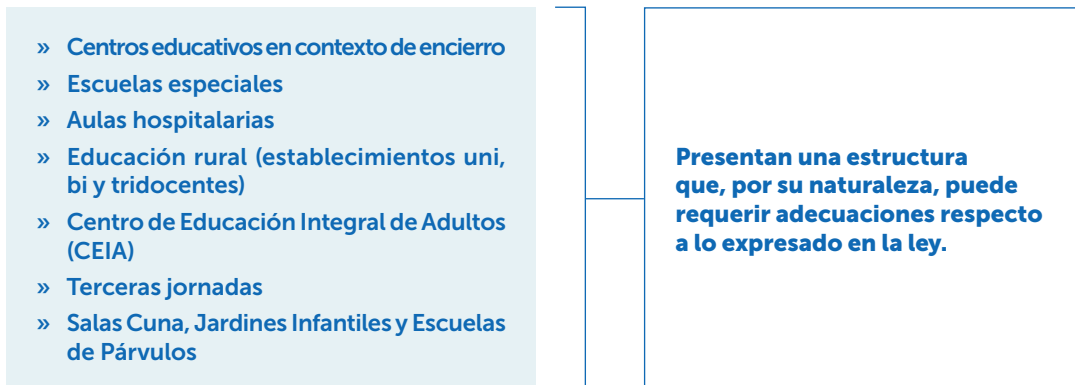 » Centros educativos en contexto de encierro
» Escuelas especiales
» Aulas hospitalarias
» Educación rural (establecimientos uni,
bi y tridocentes)
» Centro de Educación Integral de Adultos
(CEIA)
» Terceras jornadas
» Salas Cuna, Jardines Infantiles y Escuelas
de Párvulos
Presentan una estructura
que, por su naturaleza, puede
requerir adecuaciones respecto
a lo expresado en la ley.